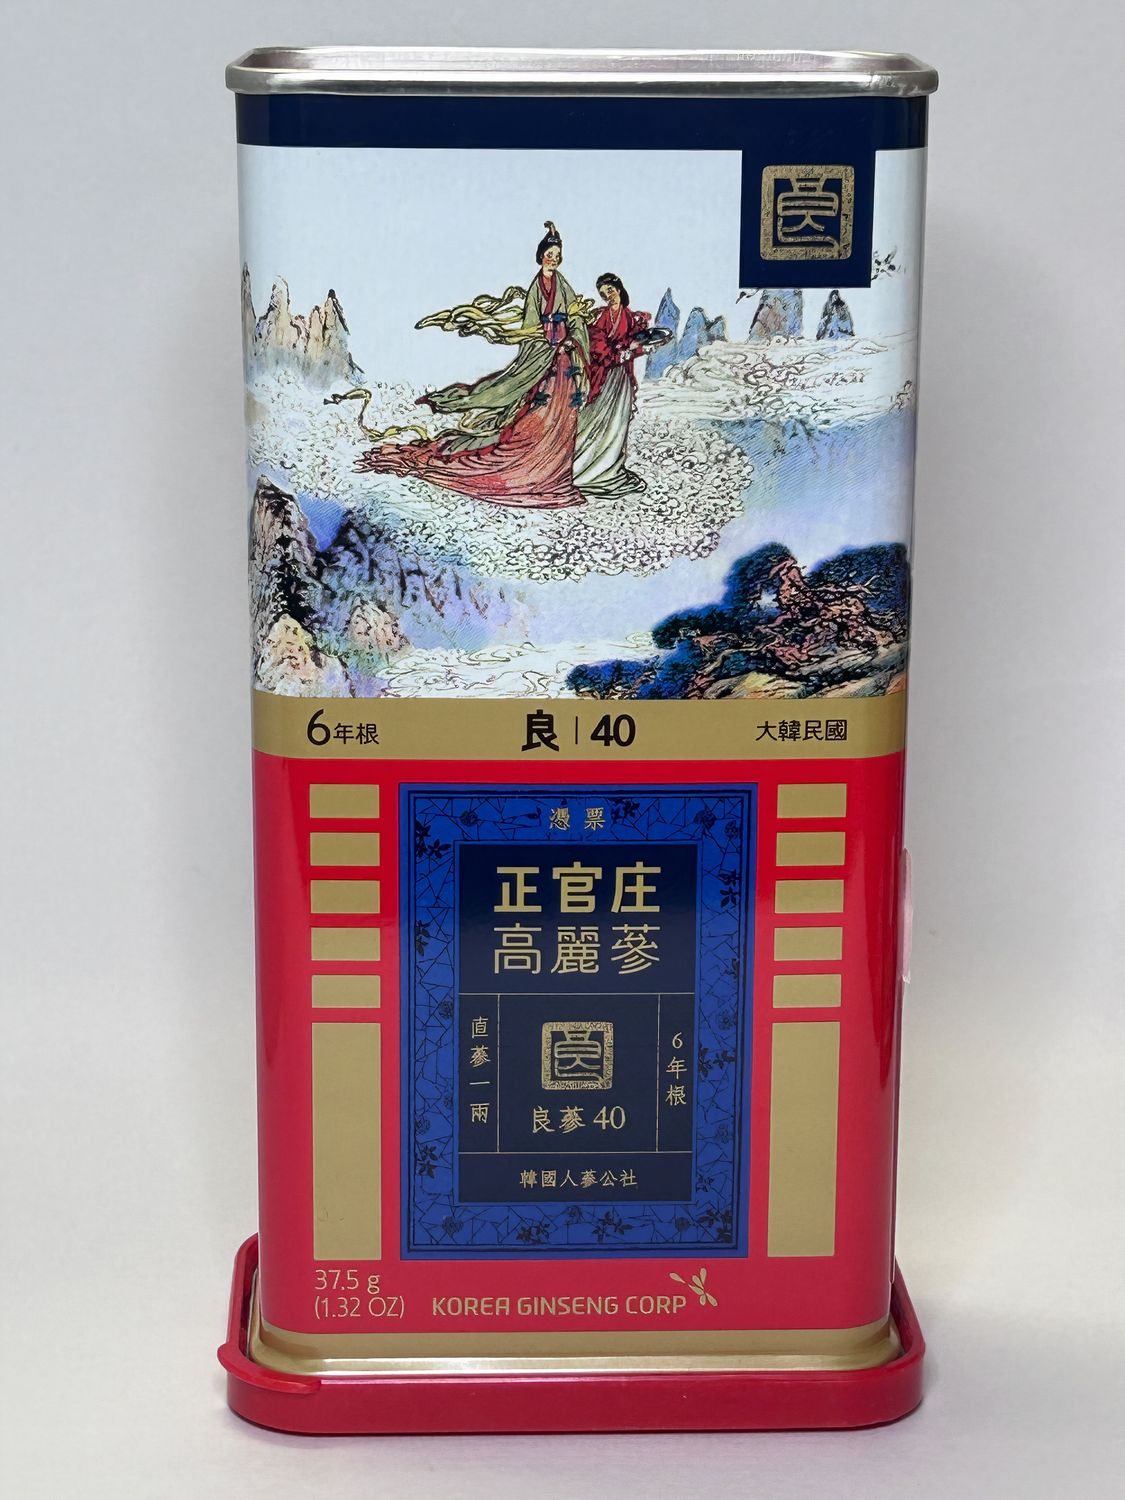 良
6年根
良 | 40
大韓民國
憑票
正官庄
高麗蔘
直蔘一兩
良
良蔘 40
6年根
韓國人蔘公社
37.5 g
(1.32 OZ)
KOREA GINSENG CORP